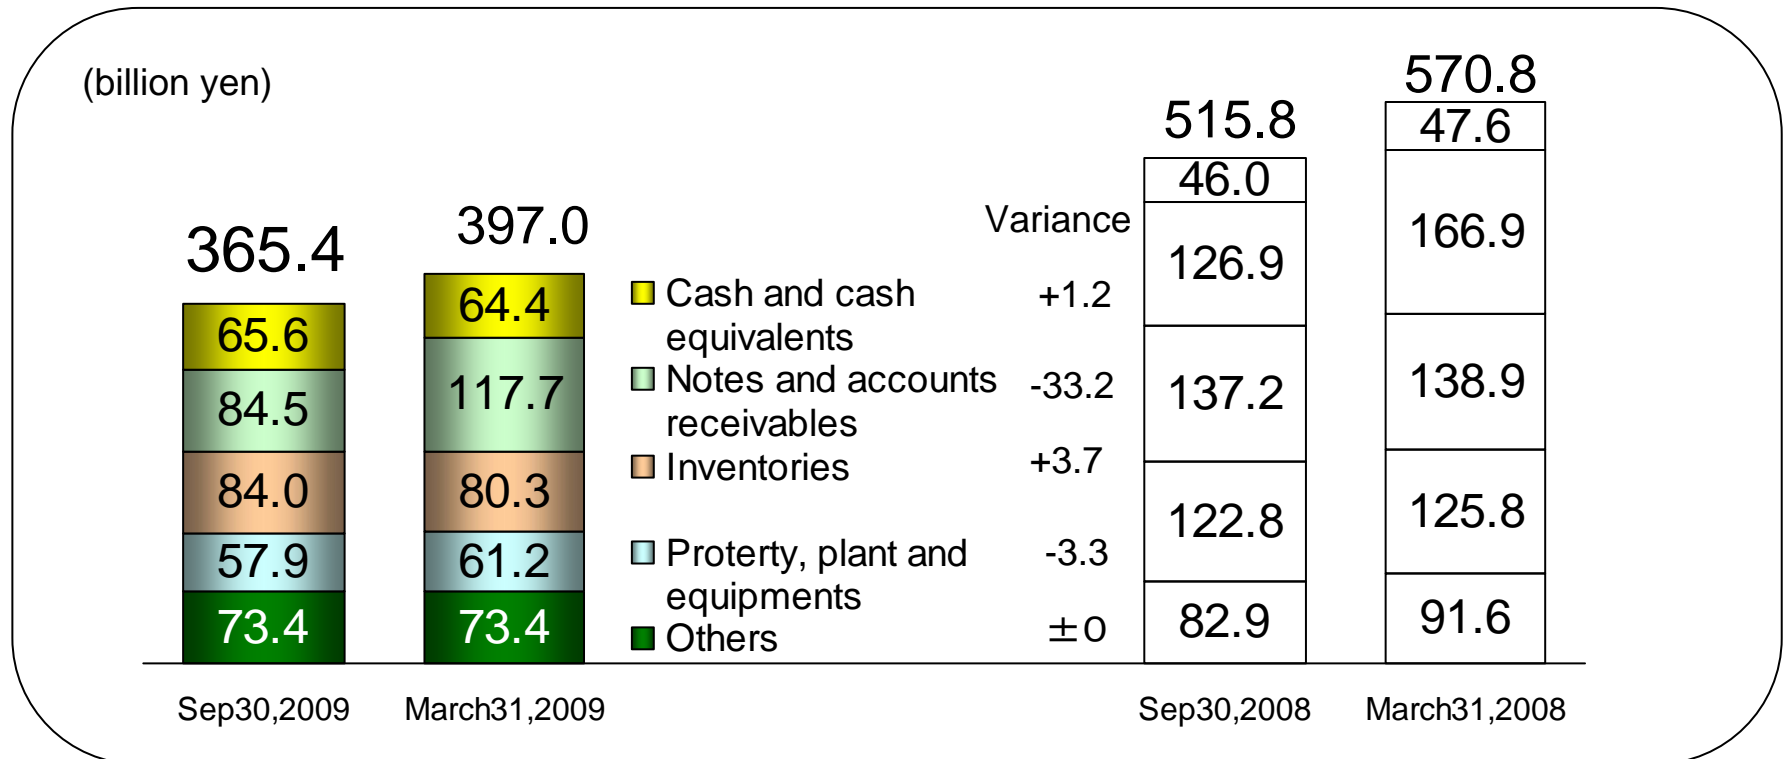 (billion yen)
365.4
65.6
84.5
84.0
57.9
73.4
Sep30,2009
397.0
64.4
117.7
80.3
61.2
73.4
March31,2009
Variance
Cash and cash
equivalents
+1.2
Notes and accounts
receivables
-33.2
Inventories
+3.7
Proterty, plant and
equipments
-3.3
Others
±0
515.8
46.0
126.9
137.2
122.8
82.9
Sep30,2008
570.8
47.6
166.9
138.9
125.8
91.6
March31,2008